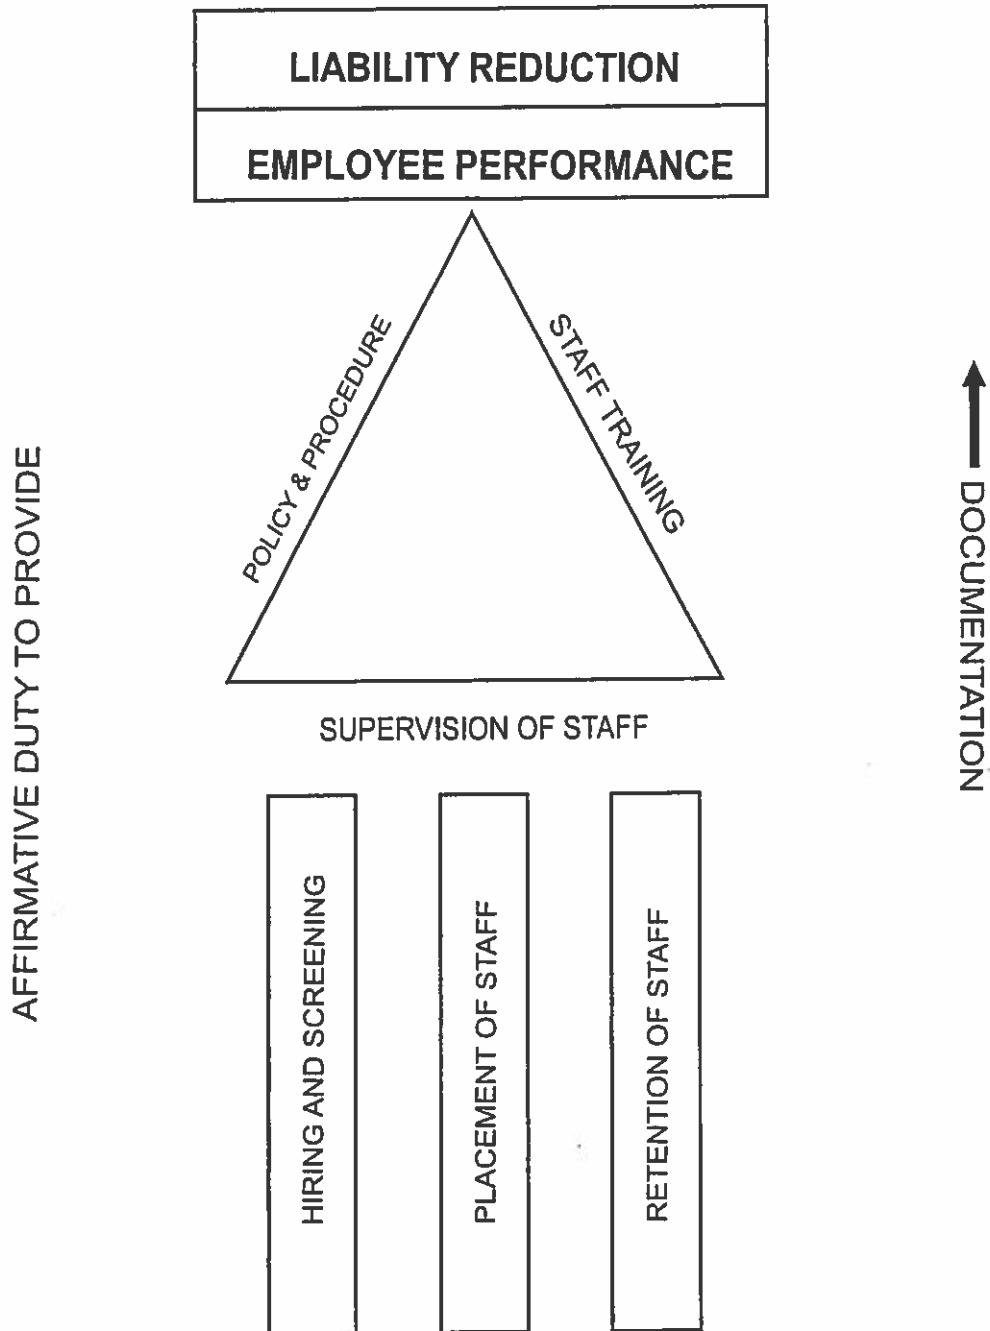 LIABILITY REDUCTION
EMPLOYEE PERFORMANCE
POLICY & PROCEDURE
STAFF TRAINING
AFFIRMATIVE DUTY TO PROVIDE
DOCUMENTATION
SUPERVISION OF STAFF
HIRING AND SCREENING
PLACEMENT OF STAFF
RETENTION OF STAFF